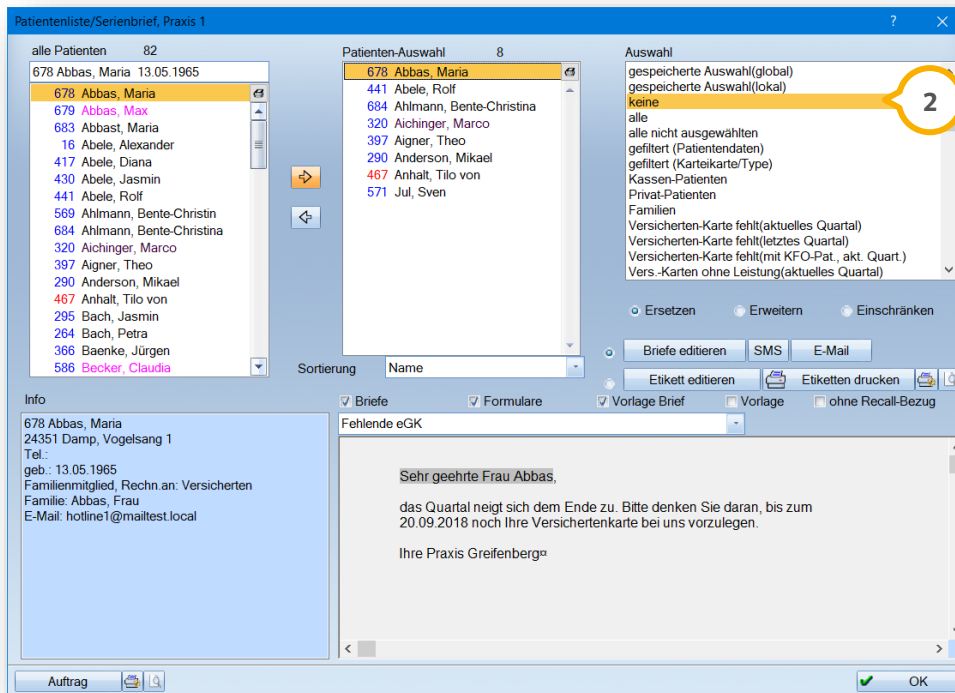 Patientenliste/Serienbrief, Praxis 1
?
alle Patienten 82
678 Abbas, Maria 13.05.1965
678 Abbas, Maria
679 Abbas, Max
683 Abbast, Maria
16 Abele, Alexander
417 Abele, Diana
430 Abele, Jasmin
441 Abele, Rolf
569 Ahlmann, Bente-Christin
684 Ahlmann, Bente-Christina
320 Aichinger, Marco
397 Aigner, Theo
290 Anderson, Mikael
467 Anhalt, Tilo von
295 Bach, Jasmin
264 Bach, Petra
366 Baenke, Jürgen
586 Becker, Claudia
Patienten-Auswahl 8
678 Abbas, Maria
441 Abele, Rolf
684 Ahlmann, Bente-Christina
320 Aichinger, Marco
397 Aigner, Theo
290 Anderson, Mikael
467 Anhalt, Tilo von
571 Jul, Sven
Sortierung Name
Auswahl
gespeicherte Auswahl(global)
gespeicherte Auswahl(lokal)
keine
2
alle
alle nicht ausgewählten
gefiltert (Patientendaten)
gefiltert (Karteikarte/Type)
Kassen-Patienten
Privat-Patienten
Familien
Versicherten-Karte fehlt(aktuelles Quartal)
Versicherten-Karte fehlt(letztes Quartal)
Versicherten-Karte fehlt(mit KFO-Pat., akt. Quart.)
Vers.-Karten ohne Leistung(aktuelles Quartal)
Ersetzen Erweitern Einschränken
Briefe editieren SMS E-Mail
Etikett editieren Etiketten drucken
Info
678 Abbas, Maria
24351 Damp, Vogelsang 1
Tel.:
geb.: 13.05.1965
Familienmitglied, Rechn.an: Versicherten
Familie: Abbas, Frau
E-Mail: hotline1@mailtest.local
Briefe Formulare Vorlage Brief Vorlage ohne Recall-Bezug
Fehlende eGK
Sehr geehrte Frau Abbas,
das Quartal neigt sich dem Ende zu. Bitte denken Sie daran, bis zum
20.09.2018 noch Ihre Versichertenkarte bei uns vorzulegen.
Ihre Praxis Greifenberg¤
Auftrag
OK